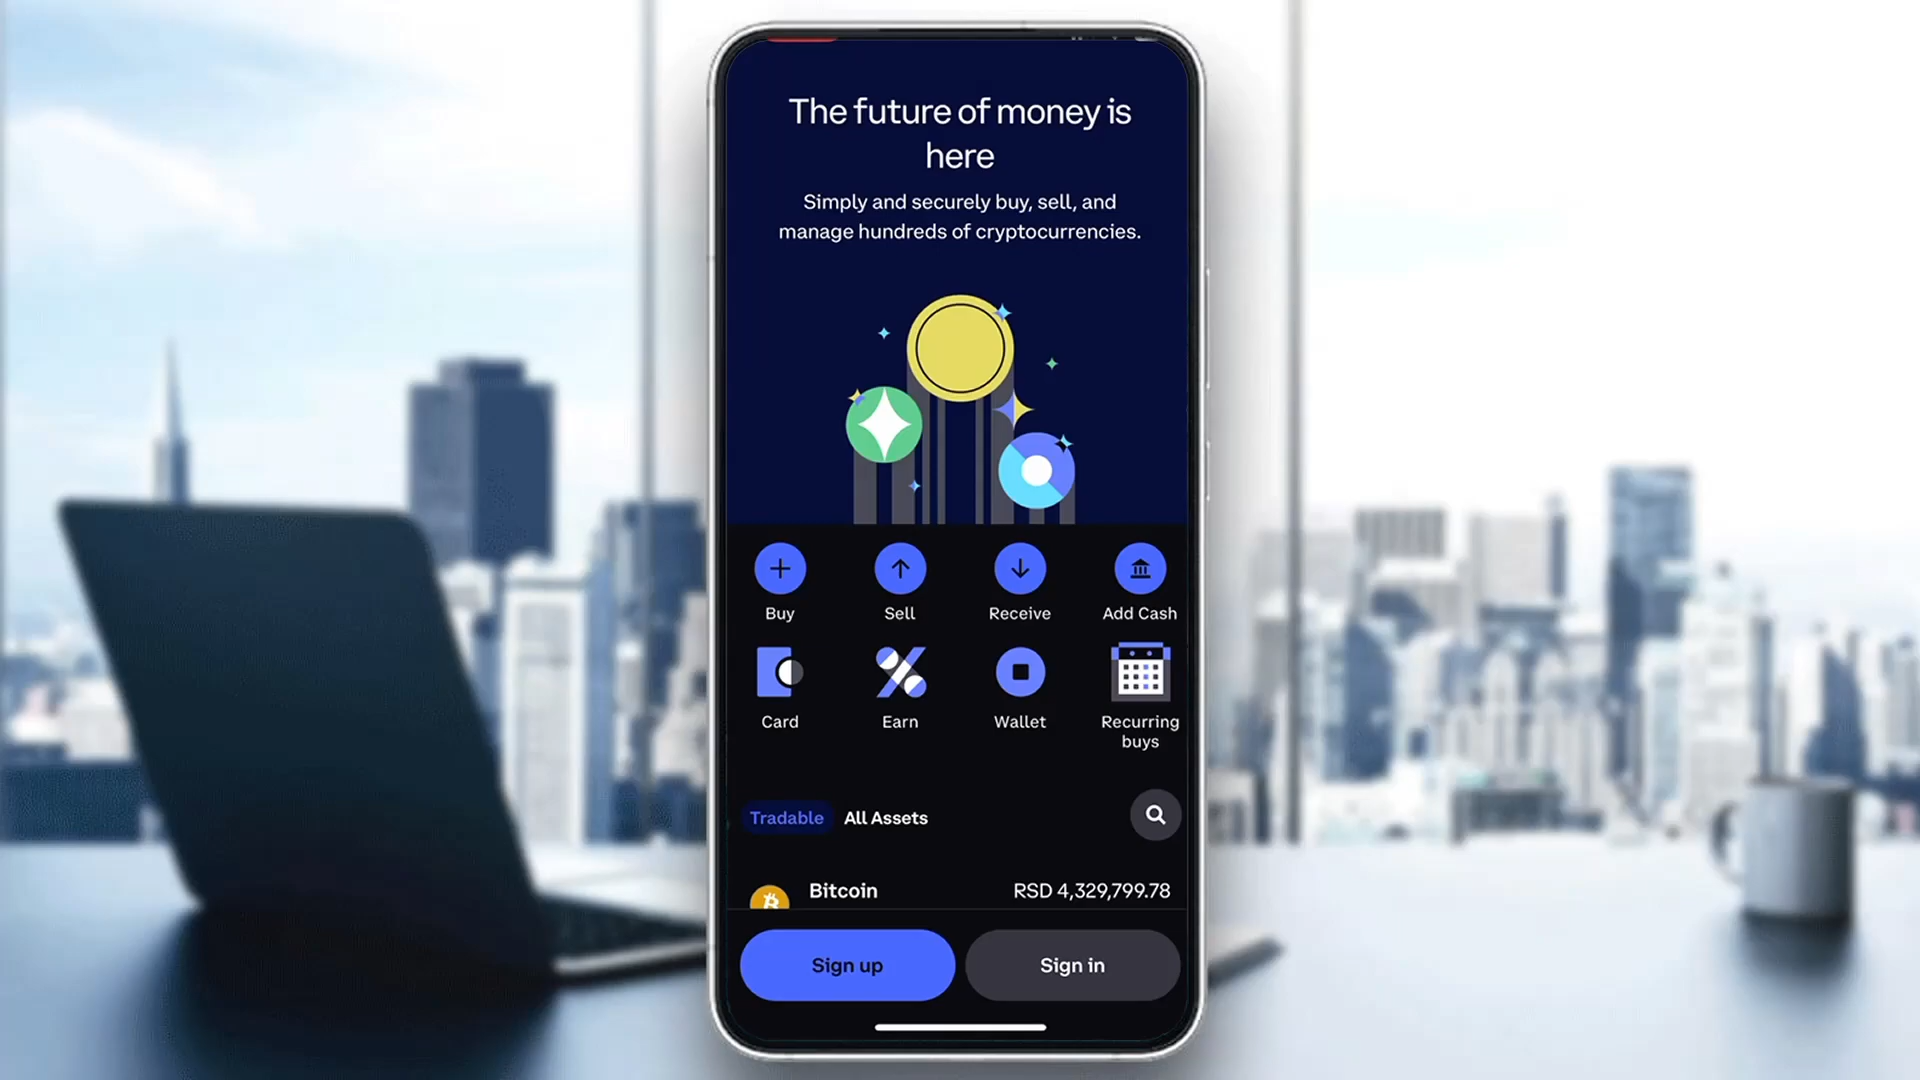 The future of money is
here
Simply and securely buy, sell, and
manage hundreds of cryptocurrencies.
Buy
Sell
Receive
Add Cash
Card
Earn
Wallet
Recurring
buys
Tradable
All Assets
Bitcoin
RSD 4,329,799.78
Sign up
Sign in